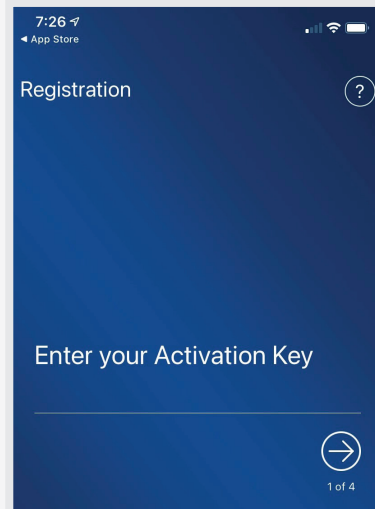 7:26
◀ App Store
Registration
?
Enter your Activation Key
1 of 4